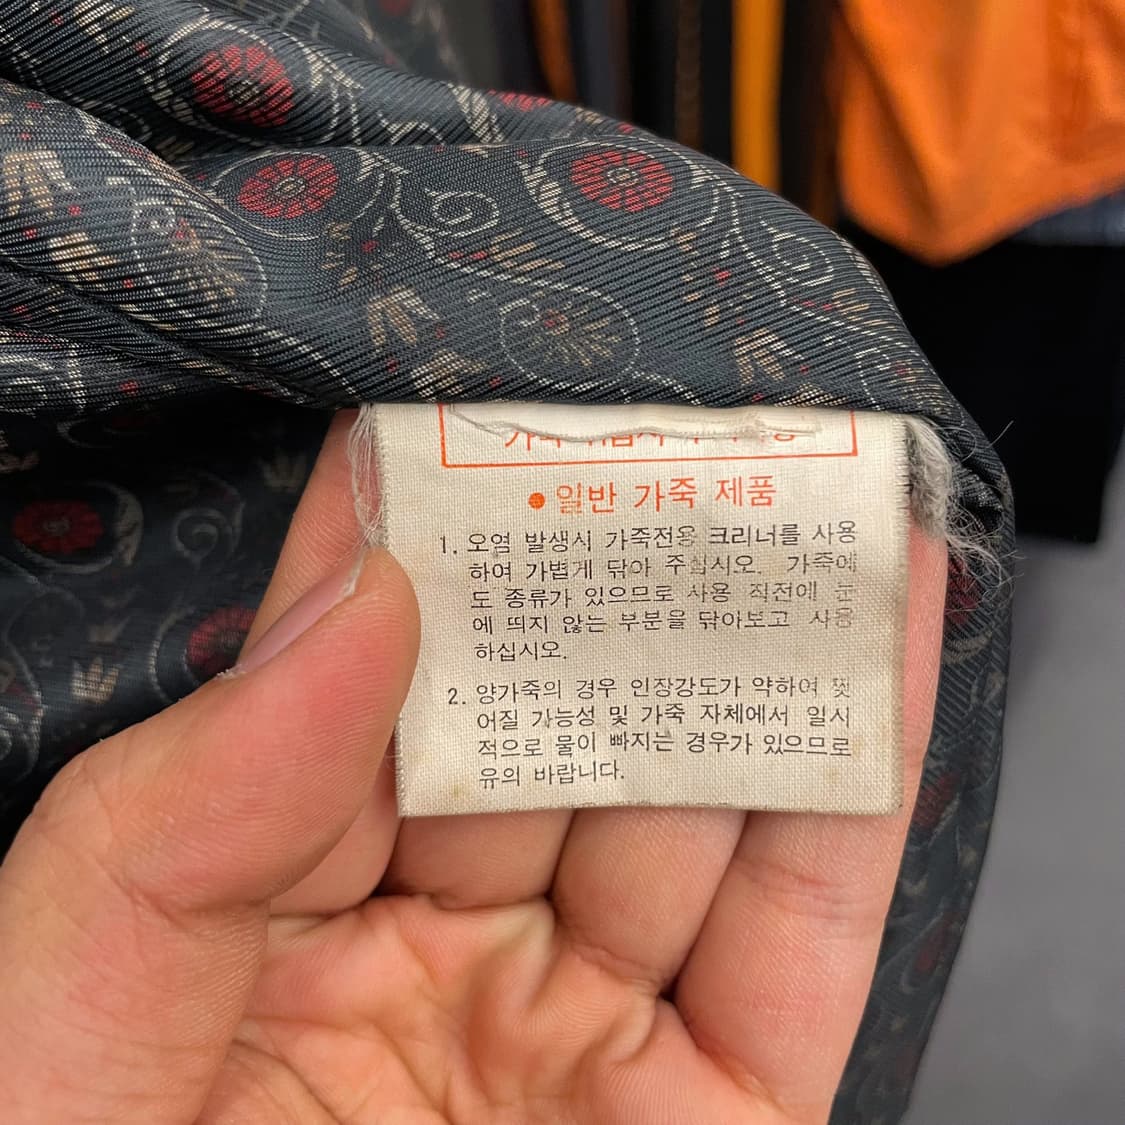 ● 일반 가죽 제품
1. 오염 발생시 가죽전용 크리너를 사용
하여 가볍게 닦아 주십시오. 가죽에
도 종류가 있으므로 사용 직전에 눈
에 띄지 않는 부분을 닦아보고 사용
하십시오.
2. 양가죽의 경우 인장강도가 약하여 찢
어질 가능성 및 가죽 자체에서 일시
적으로 물이 빠지는 경우가 있으므로
유의 바랍니다.